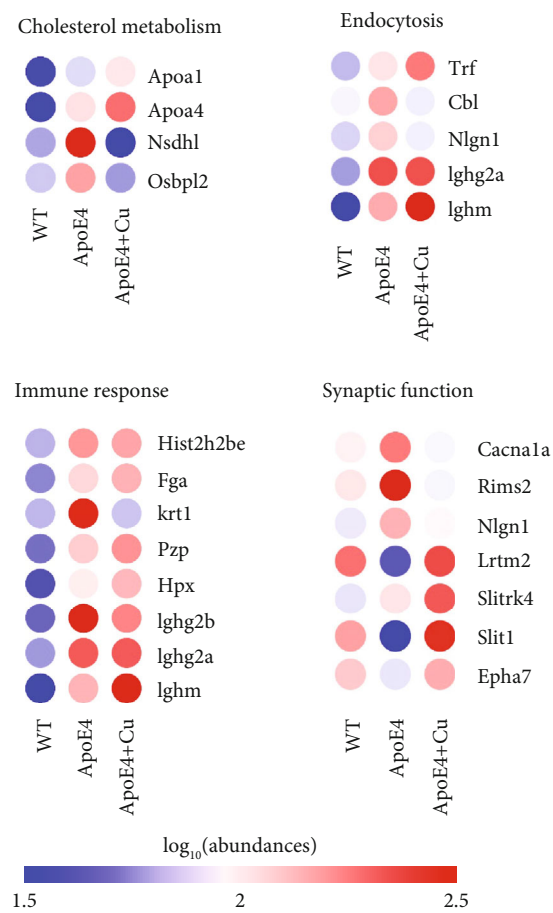 Cholesterol metabolism
Apoa1
Apoa4
Nsdhl
Osbpl2
WT
ApoE4
ApoE4+Cu
Endocytosis
Trf
Cbl
Nlgn1
lghg2a
lghm
WT
ApoE4
ApoE4+Cu
Immune response
Hist2h2be
Fga
krt1
Pzp
Hpx
lghg2b
lghg2a
lghm
WT
ApoE4
ApoE4+Cu
Synaptic function
Cacna1a
Rims2
Nlgn1
Lrtm2
Slitrk4
Slit1
Epha7
WT
ApoE4
ApoE4+Cu
log₁₀(abundances)
1.5 2 2.5